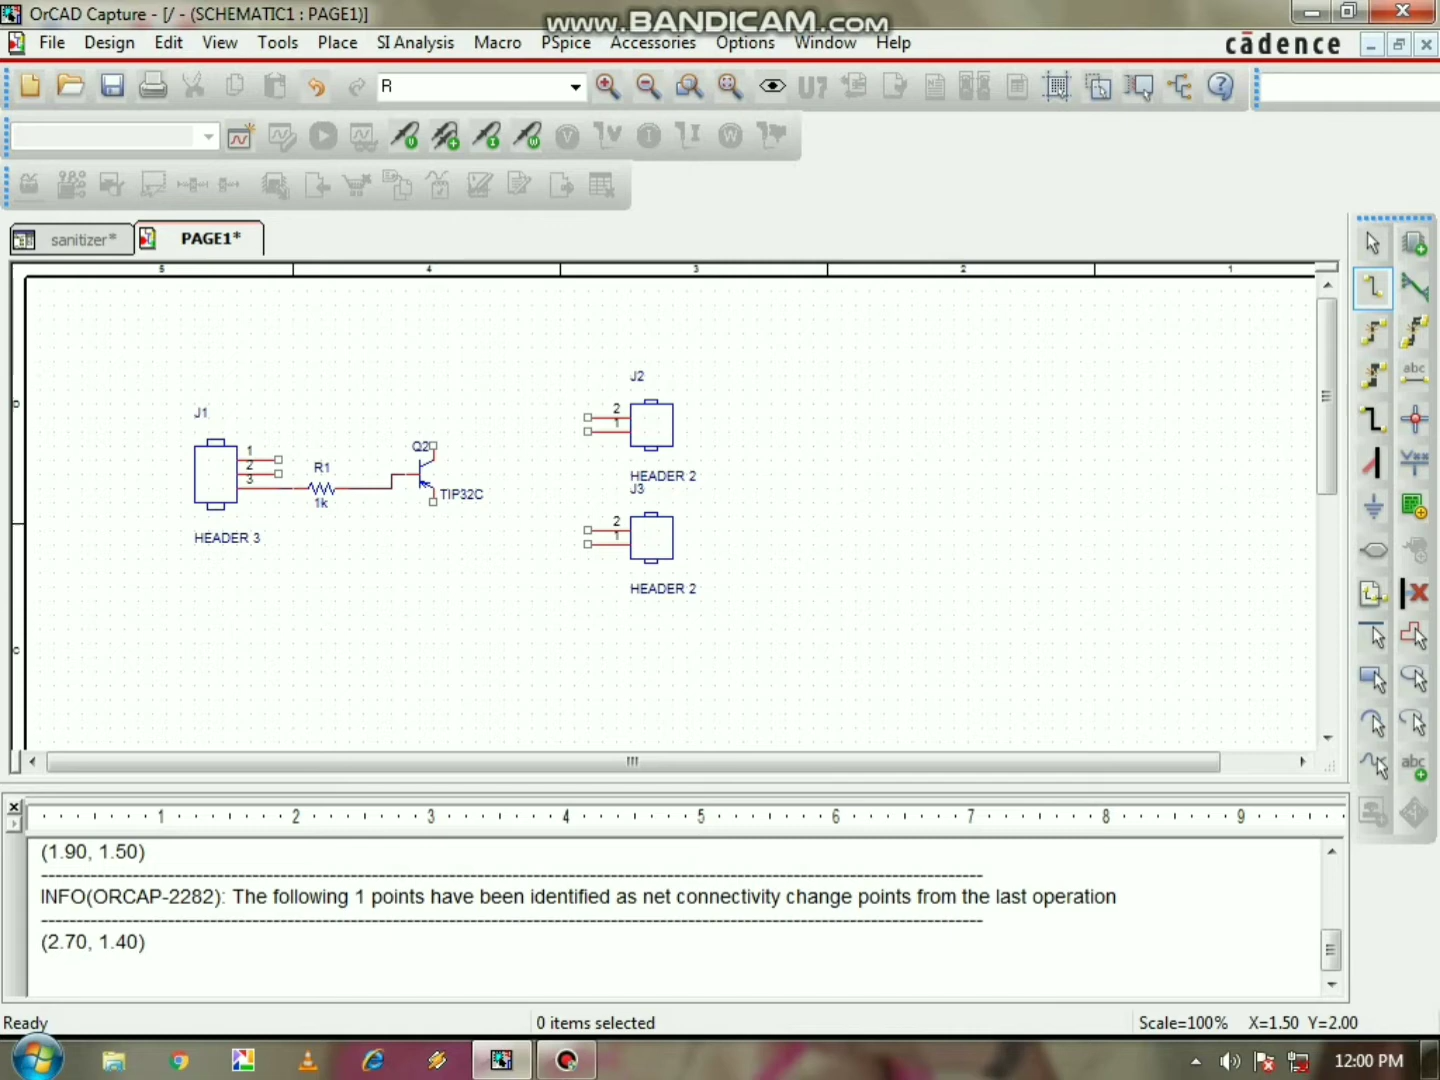 OrCAD Capture - [/ - (SCHEMATIC1 : PAGE1)]
www.BANDICAM.com
File Design Edit View Tools Place SI Analysis Macro PSpice Accessories Options Window Help
cādence
R
U?
V I W
sanitizer*
PAGE1*
5 4 3 2 1
D
C
J1
1
2
3
HEADER 3
R1
1k
Q2
TIP32C
J2
2
1
HEADER 2
J3
2
1
HEADER 2
abc
abc
1 2 3 4 5 6 7 8 9
(1.90, 1.50)
INFO(ORCAP-2282): The following 1 points have been identified as net connectivity change points from the last operation
(2.70, 1.40)
Ready
0 items selected
Scale=100% X=1.50 Y=2.00
12:00 PM